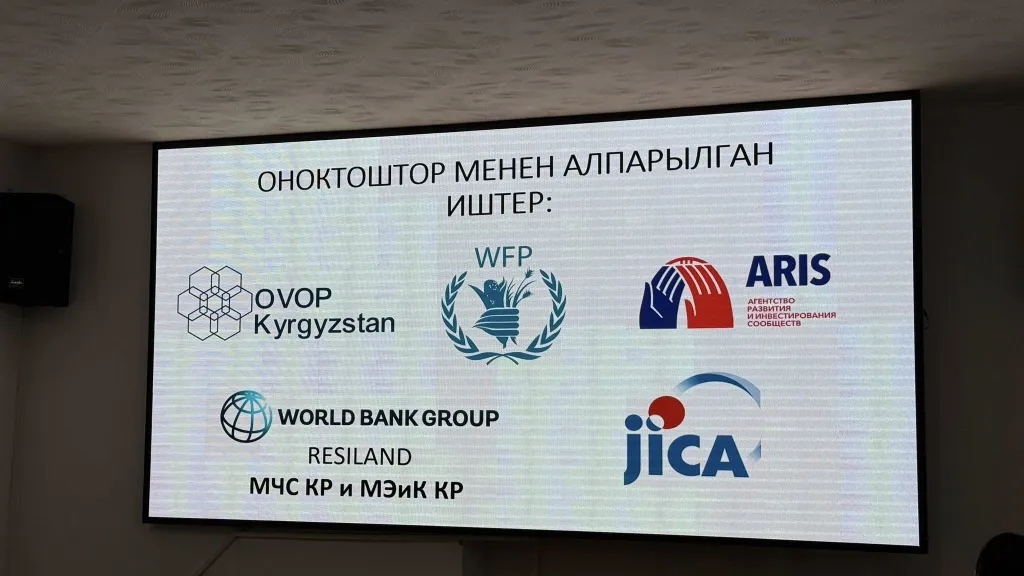 ОНОКТОШТОР МЕНЕН АЛПАРЫЛГАН
ИШТЕР:
OVOP
Kyrgyzstan
WFP
ARIS
АГЕНТСТВО
РАЗВИТИЯ
И ИНВЕСТИРОВАНИЯ
СООБЩЕСТВ
WORLD BANK GROUP
RESILAND
МЧС КР и МЭиК КР
jica